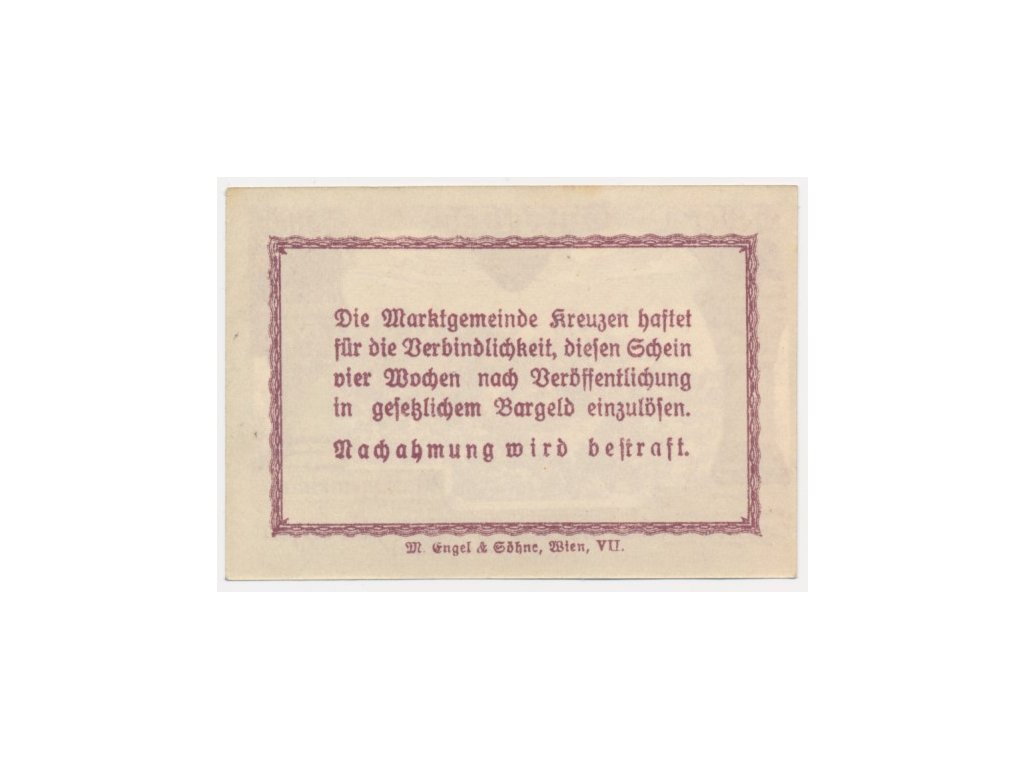 Die Marktgemeinde Kreuzen haftet
für die Verbindlichkeit, diesen Schein
vier Wochen nach Veröffentlichung
in gesetzlichem Bargeld einzulösen.
Nachahmung wird bestraft.
M. Engel & Söhne, Wien, VII.